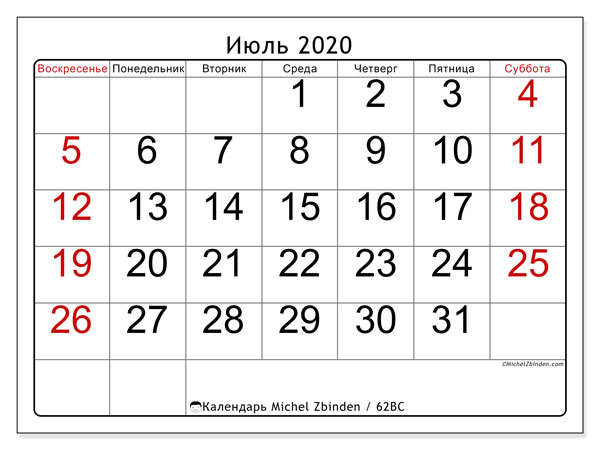 Июль 2020
Воскресенье Понедельник Вторник Среда Четверг Пятница Суббота
1 2 3 4
5 6 7 8 9 10 11
12 13 14 15 16 17 18
19 20 21 22 23 24 25
26 27 28 29 30 31
©MichelZbinden.com
Календарь Michel Zbinden / 62ВС